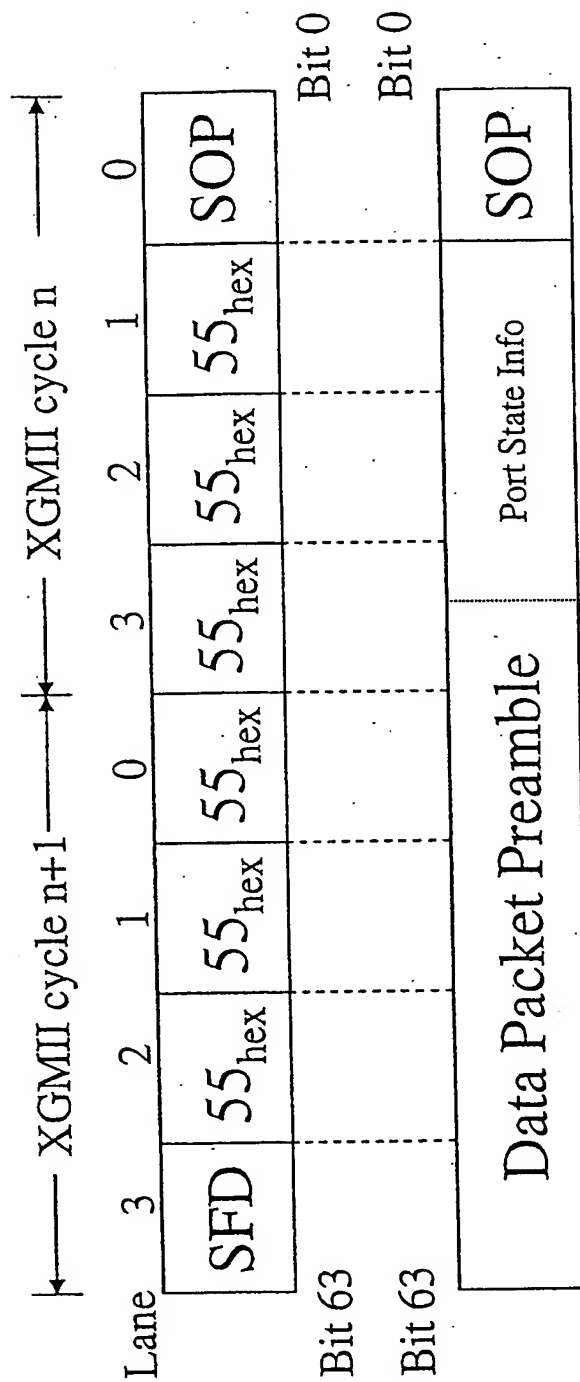 XGMII cycle n+1 XGMII cycle n
Lane 3 2 1 0 3 2 1 0
SFD 55hex 55hex 55hex 55hex 55hex 55hex SOP
Bit 63 Bit 0
Bit 63 Bit 0
Data Packet Preamble Port State Info SOP